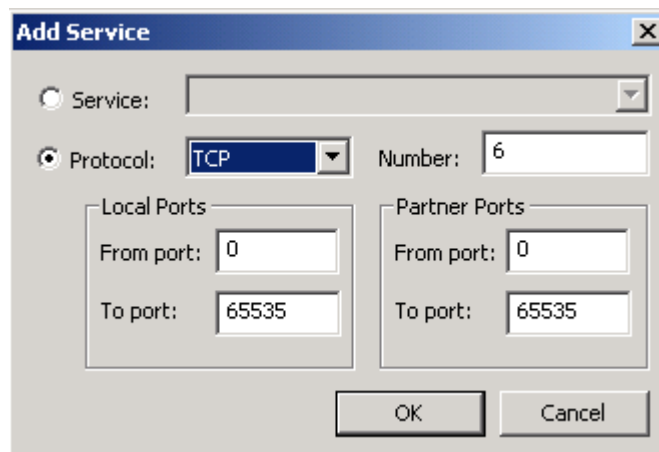 Add Service
Service:
Protocol: TCP Number: 6
Local Ports Partner Ports
From port: 0 From port: 0
To port: 65535 To port: 65535
OK Cancel